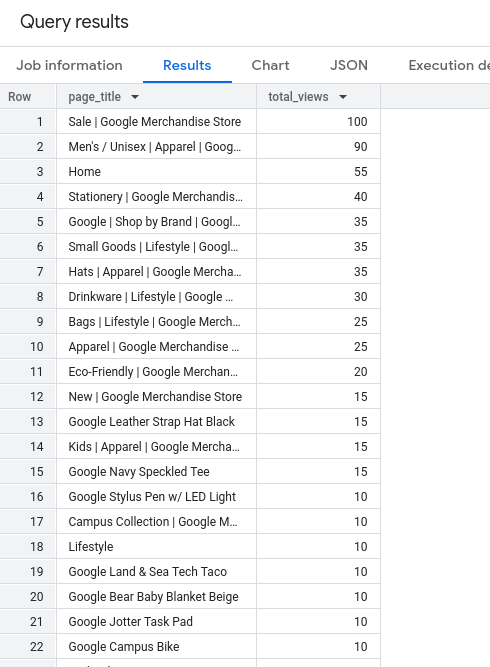 Query results
Job information Results Chart JSON Execution de
Row page_title total_views
1 Sale | Google Merchandise Store 100
2 Men's / Unisex | Apparel | Goog… 90
3 Home 55
4 Stationery | Google Merchandis… 40
5 Google | Shop by Brand | Googl… 35
6 Small Goods | Lifestyle | Googl… 35
7 Hats | Apparel | Google Mercha… 35
8 Drinkware | Lifestyle | Google … 30
9 Bags | Lifestyle | Google Merch… 25
10 Apparel | Google Merchandise … 25
11 Eco-Friendly | Google Merchan… 20
12 New | Google Merchandise Store 15
13 Google Leather Strap Hat Black 15
14 Kids | Apparel | Google Mercha… 15
15 Google Navy Speckled Tee 15
16 Google Stylus Pen w/ LED Light 10
17 Campus Collection | Google M… 10
18 Lifestyle 10
19 Google Land & Sea Tech Taco 10
20 Google Bear Baby Blanket Beige 10
21 Google Jotter Task Pad 10
22 Google Campus Bike 10